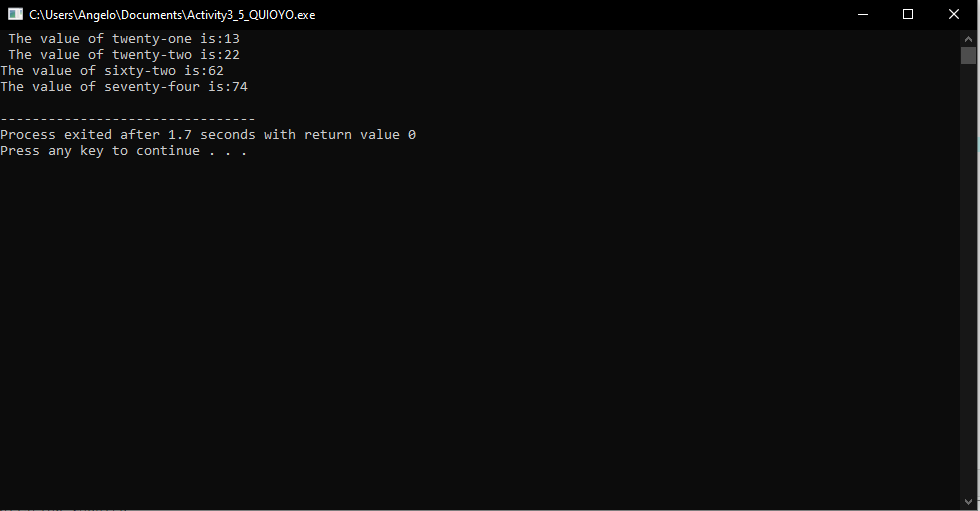 C:\Users\Angelo\Documents\Activity3_5_QUIOYO.exe
The value of twenty-one is:13
The value of twenty-two is:22
The value of sixty-two is:62
The value of seventy-four is:74
--------------------------------
Process exited after 1.7 seconds with return value 0
Press any key to continue . . .